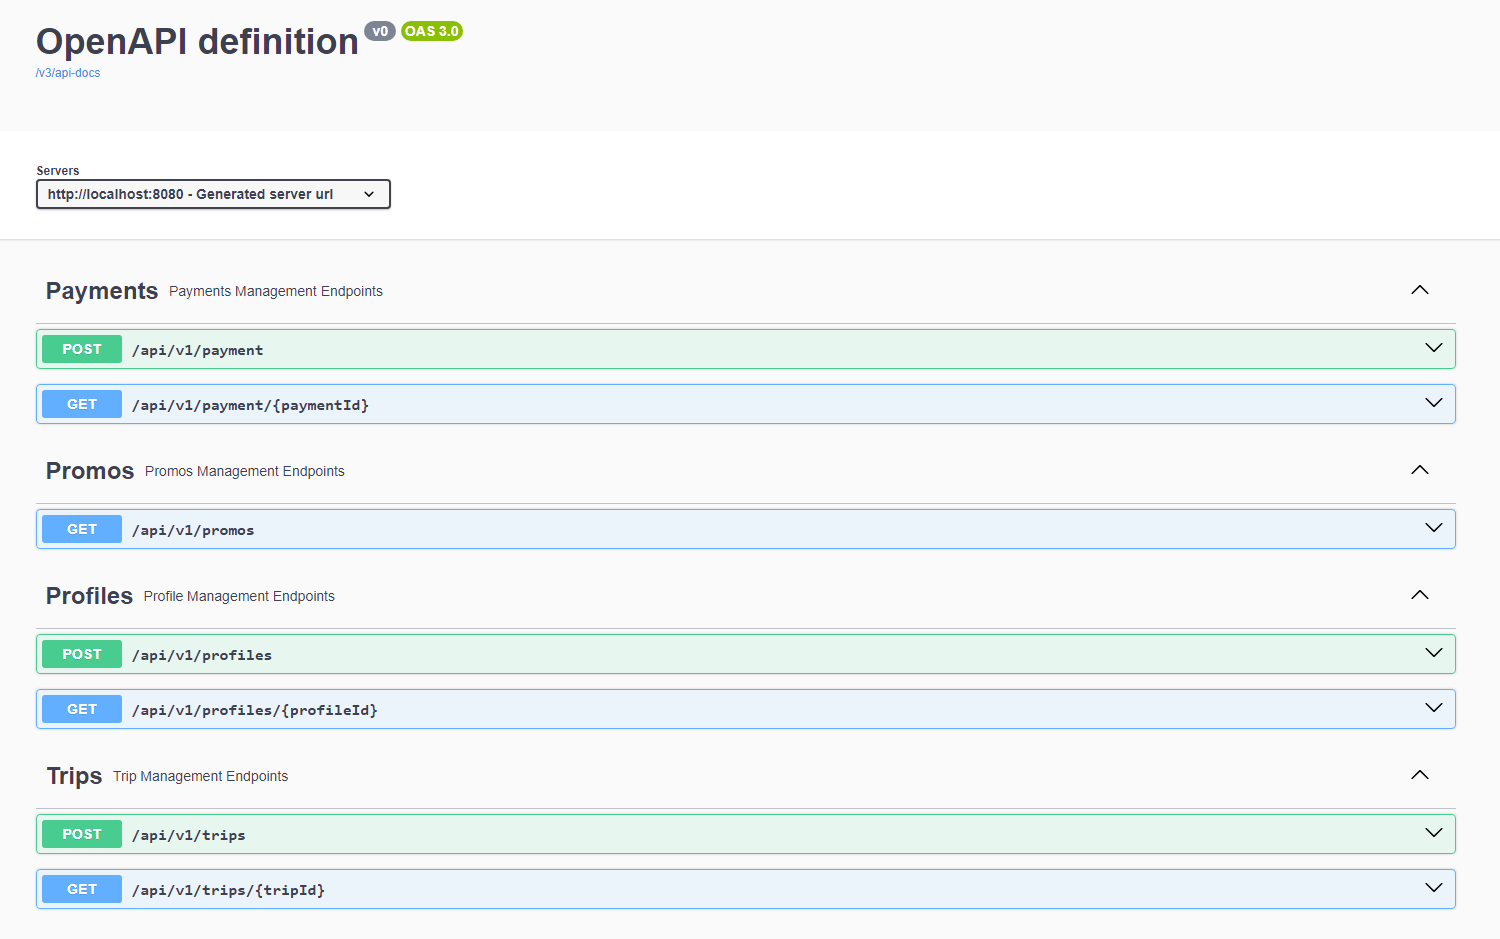 OpenAPI definition v0 OAS 3.0
/v3/api-docs
Servers
http://localhost:8080 - Generated server url
Payments Payments Management Endpoints
POST /api/v1/payment
GET /api/v1/payment/{paymentId}
Promos Promos Management Endpoints
GET /api/v1/promos
Profiles Profile Management Endpoints
POST /api/v1/profiles
GET /api/v1/profiles/{profileId}
Trips Trip Management Endpoints
POST /api/v1/trips
GET /api/v1/trips/{tripId}